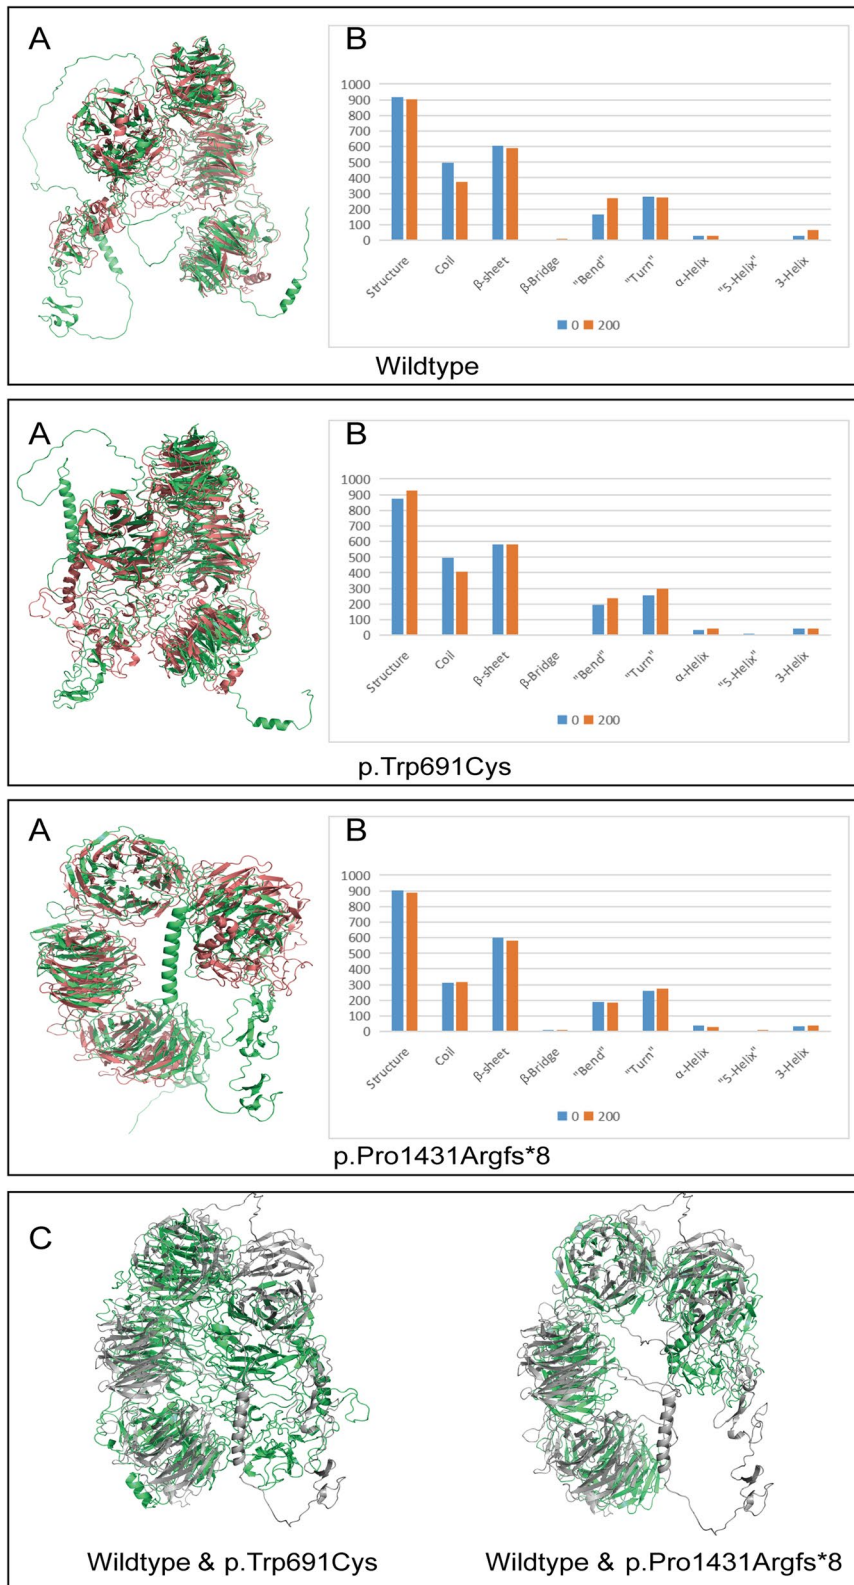 A
B
1000
900
800
700
600
500
400
300
200
100
0
Structure
Coil
β-sheet
β-Bridge
"Bend"
"Turn"
α-Helix
"5-Helix"
3-Helix
0 200
Wildtype
A
B
1000
900
800
700
600
500
400
300
200
100
0
Structure
Coil
β-sheet
β-Bridge
"Bend"
"Turn"
α-Helix
"5-Helix"
3-Helix
0 200
p.Trp691Cys
A
B
1000
900
800
700
600
500
400
300
200
100
0
Structure
Coil
β-sheet
β-Bridge
"Bend"
"Turn"
α-Helix
"5-Helix"
3-Helix
0 200
p.Pro1431Argfs*8
C
Wildtype & p.Trp691Cys
Wildtype & p.Pro1431Argfs*8